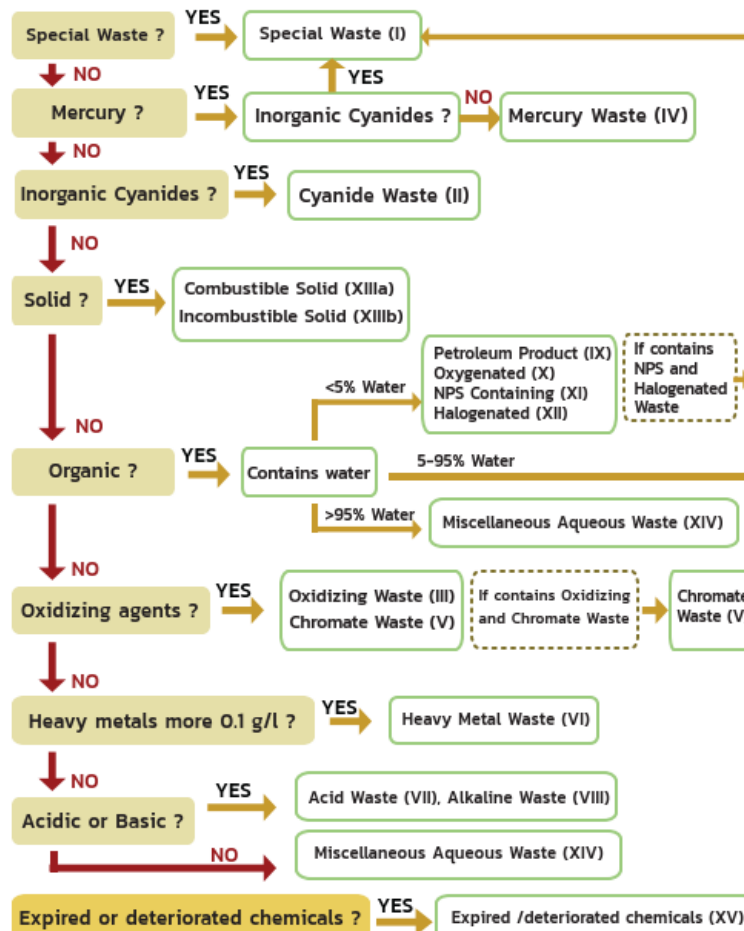 Special Waste ?
YES
Special Waste (I)
NO
YES
Mercury ?
YES
Inorganic Cyanides ?
NO
Mercury Waste (IV)
NO
Inorganic Cyanides ?
YES
Cyanide Waste (II)
NO
Solid ?
YES
Combustible Solid (XIIIa)
Incombustible Solid (XIIIb)
<5% Water
Petroleum Product (IX)
Oxygenated (X)
NPS Containing (XI)
Halogenated (XII)
If contains
NPS and
Halogenated
Waste
NO
Organic ?
YES
Contains water
5-95% Water
>95% Water
Miscellaneous Aqueous Waste (XIV)
NO
Oxidizing agents ?
YES
Oxidizing Waste (III)
Chromate Waste (V)
If contains Oxidizing
and Chromate Waste
Chromate
Waste (V
NO
Heavy metals more 0.1 g/l ?
YES
Heavy Metal Waste (VI)
NO
Acidic or Basic ?
YES
Acid Waste (VII), Alkaline Waste (VIII)
NO
Miscellaneous Aqueous Waste (XIV)
Expired or deteriorated chemicals ?
YES
Expired /deteriorated chemicals (XV)